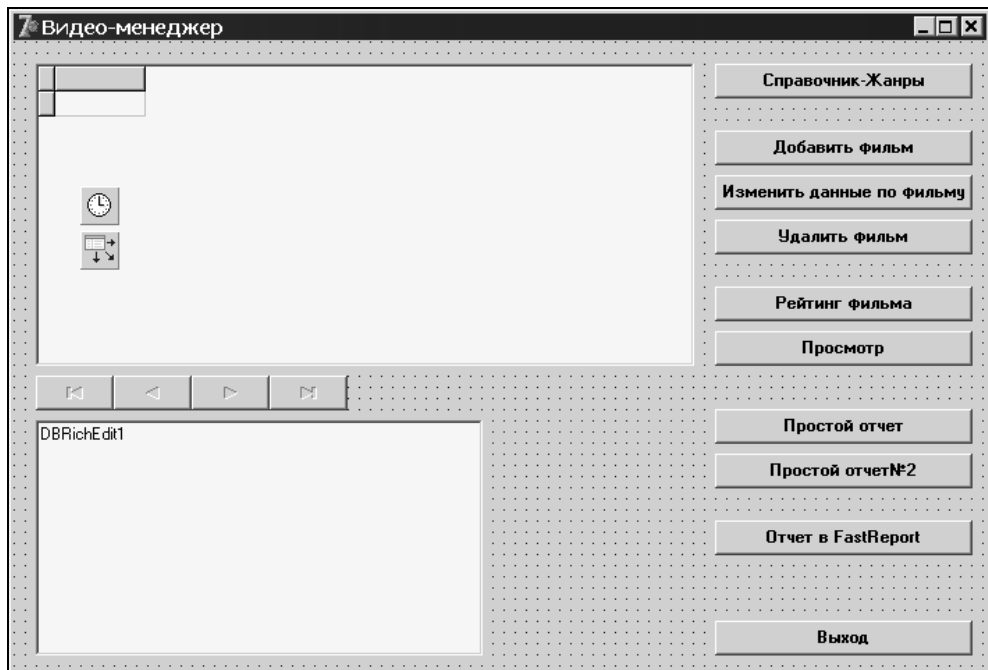 Видео-менеджер
Справочник-Жанры
Добавить фильм
Изменить данные по фильму
Удалить фильм
Рейтинг фильма
Просмотр
DBRichEdit1
Простой отчет
Простой отчет№2
Отчет в FastReport
Выход